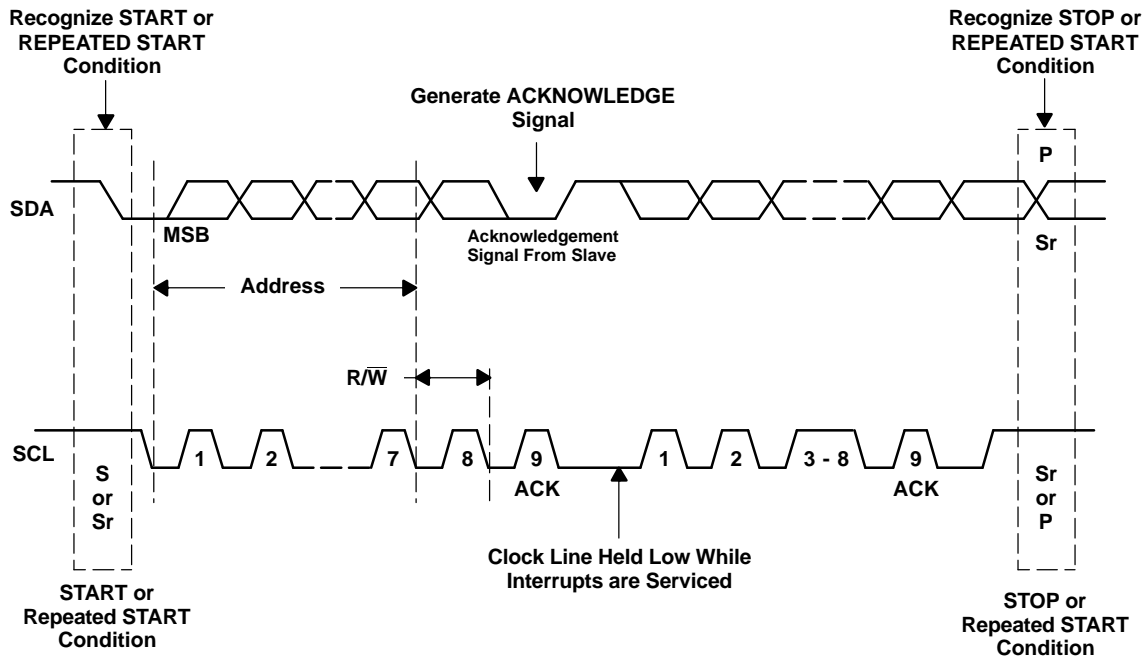 Recognize START or
REPEATED START
Condition
Recognize STOP or
REPEATED START
Condition
Generate ACKNOWLEDGE
Signal
P
SDA
MSB
Acknowledgement
Signal From Slave
Sr
Address
R/W̅
SCL
1
2
7
8
9
1
2
3 - 8
9
ACK
ACK
S
or
Sr
Sr
or
P
Clock Line Held Low While
Interrupts are Serviced
START or
Repeated START
Condition
STOP or
Repeated START
Condition